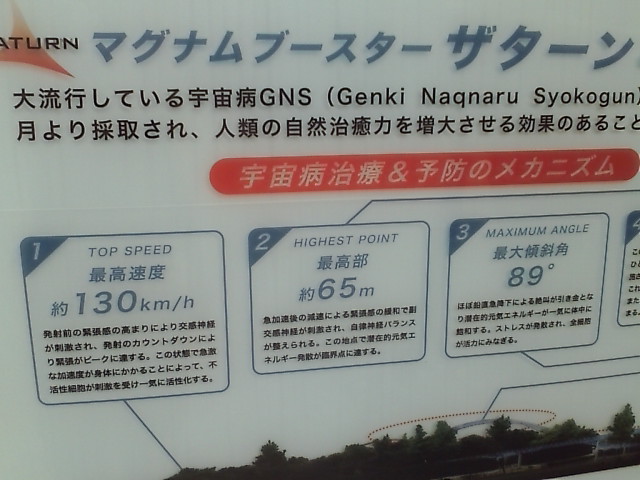 ATURN マグナムブースター ザターン
大流行している宇宙病GNS（Genki Naqnaru Syokogun）
月より採取され、人類の自然治癒力を増大させる効果のあること
宇宙病治療＆予防のメカニズム
1 TOP SPEED
最高速度
約130km/h
発射前の緊張感の高まりにより交感神経
が刺激され、発射のカウントダウンによ
り緊張がピークに達する。この状態で急激
な加速度が身体にかかることによって、不
活性細胞が刺激を受け一気に活性化する。
2 HIGHEST POINT
最高部
約65m
急加速後の減速による緊張感の緩和で副
交感神経が刺激され、自律神経バランス
が整えられる。この地点で潜在的元気エ
ネルギー発散が臨界点に達する。
3 MAXIMUM ANGLE
最大傾斜角
89°
ほぼ鉛直急降下による絶叫が引き金とな
り潜在的元気エネルギーが一気に体中に
飽和する。ストレスが発散され、全細胞
が活力にみなぎる。
4